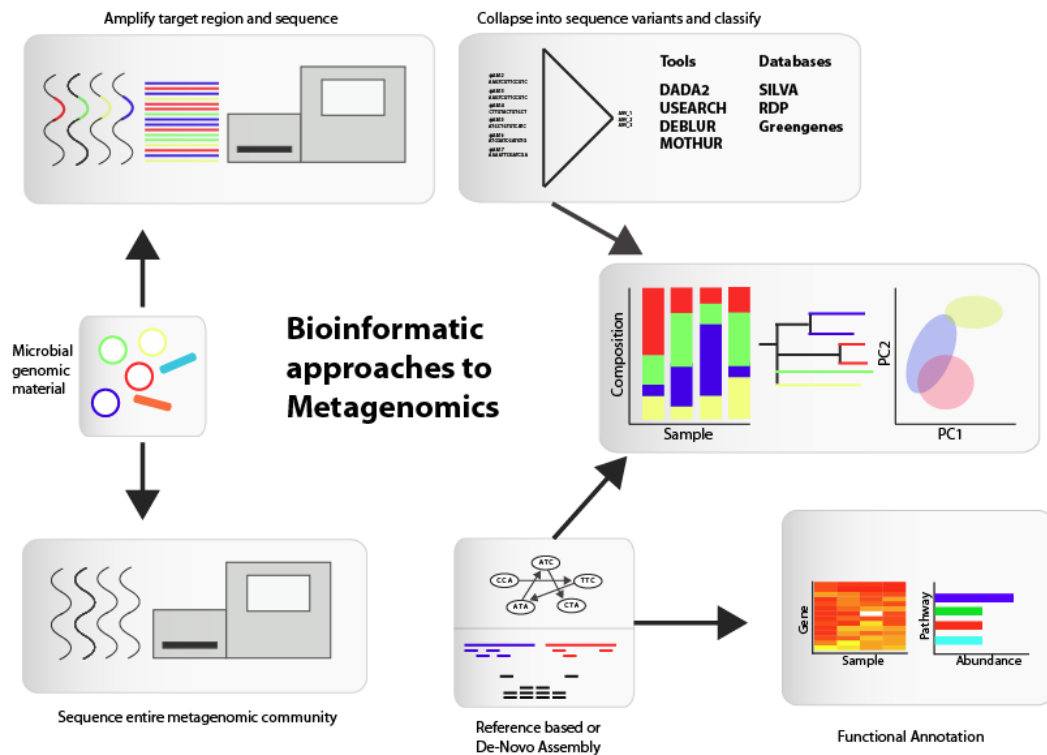 Amplify target region and sequence
Collapse into sequence variants and classify
Tools
Databases
DADA2
USEARCH
DEBLUR
MOTHUR
SILVA
RDP
Greengenes
Microbial
genomic
material
Bioinformatic
approaches to
Metagenomics
Composition
Sample
PC2
PC1
ATC
CCA
TTC
ATA
CTA
Gene
Sample
Pathway
Abundance
Sequence entire metagenomic community
Reference based or
De-Novo Assembly
Functional Annotation